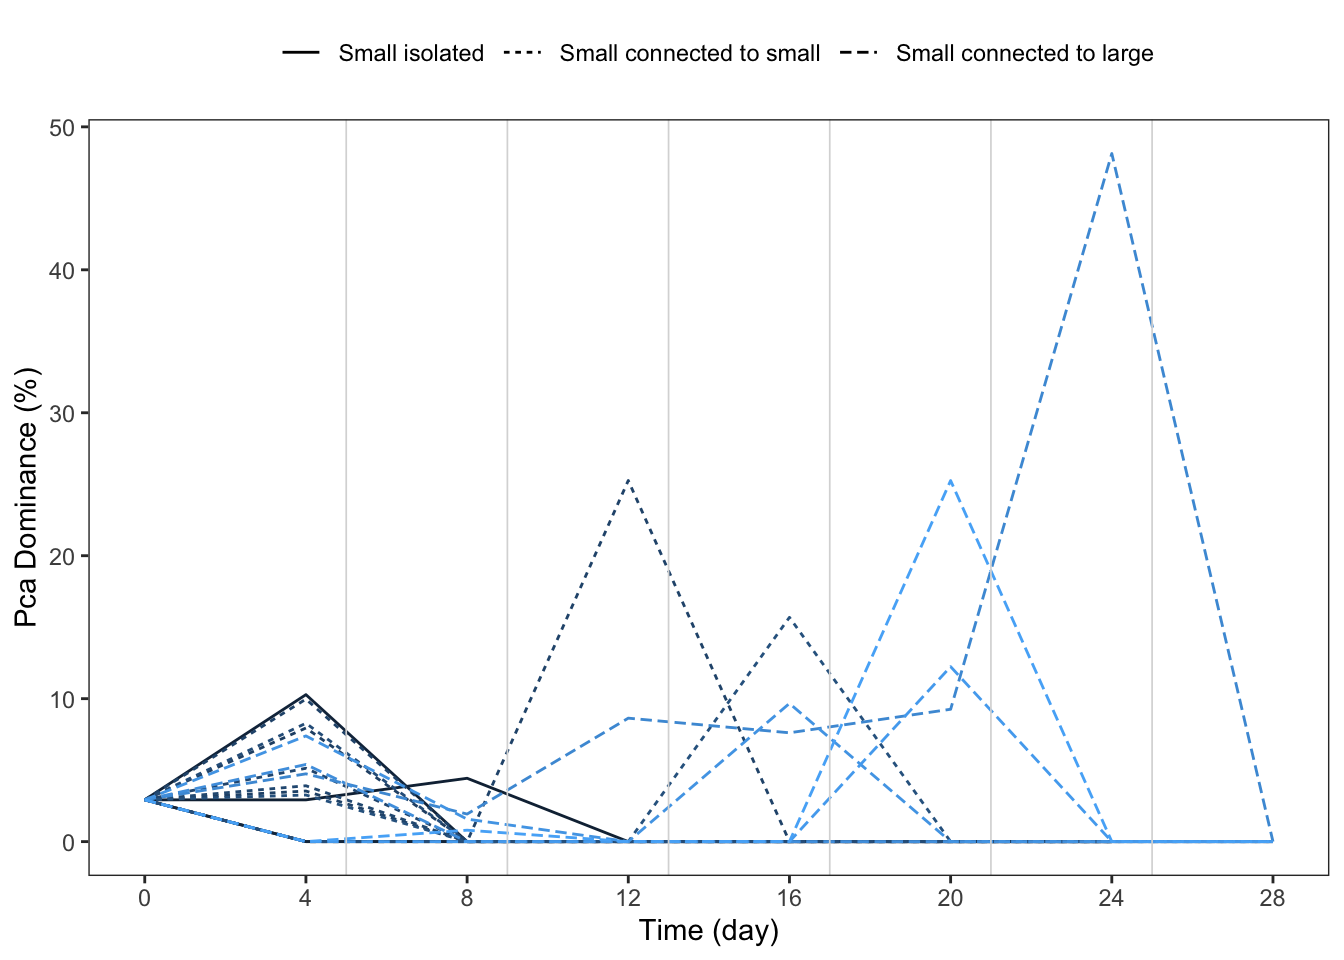 Small isolated Small connected to small Small connected to large
50
40
30
20
10
0
Pca Dominance (%)
0 4 8 12 16 20 24 28
Time (day)